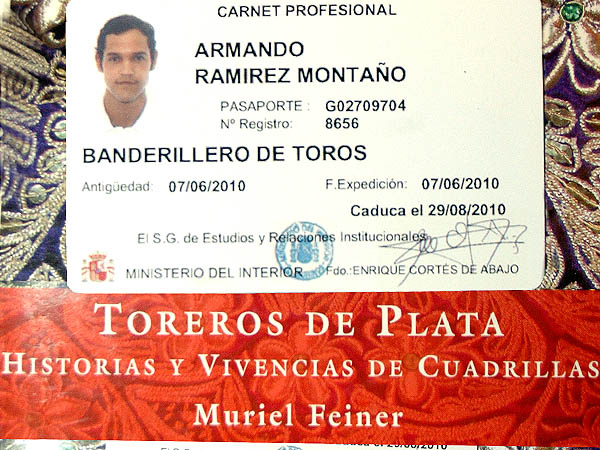 CARNET PROFESIONAL
ARMANDO
RAMIREZ MONTAÑO
PASAPORTE : G02709704
Nº Registro: 8656
BANDERILLERO DE TOROS
Antigüedad: 07/06/2010 F.Expedición: 07/06/2010
Caduca el 29/08/2010
El S.G. de Estudios y Relaciones Institucionales
MINISTERIO DEL INTERIOR Fdo.:ENRIQUE CORTÉS DE ABAJO
TOREROS DE PLATA
HISTORIAS Y VIVENCIAS DE CUADRILLAS
Muriel Feiner